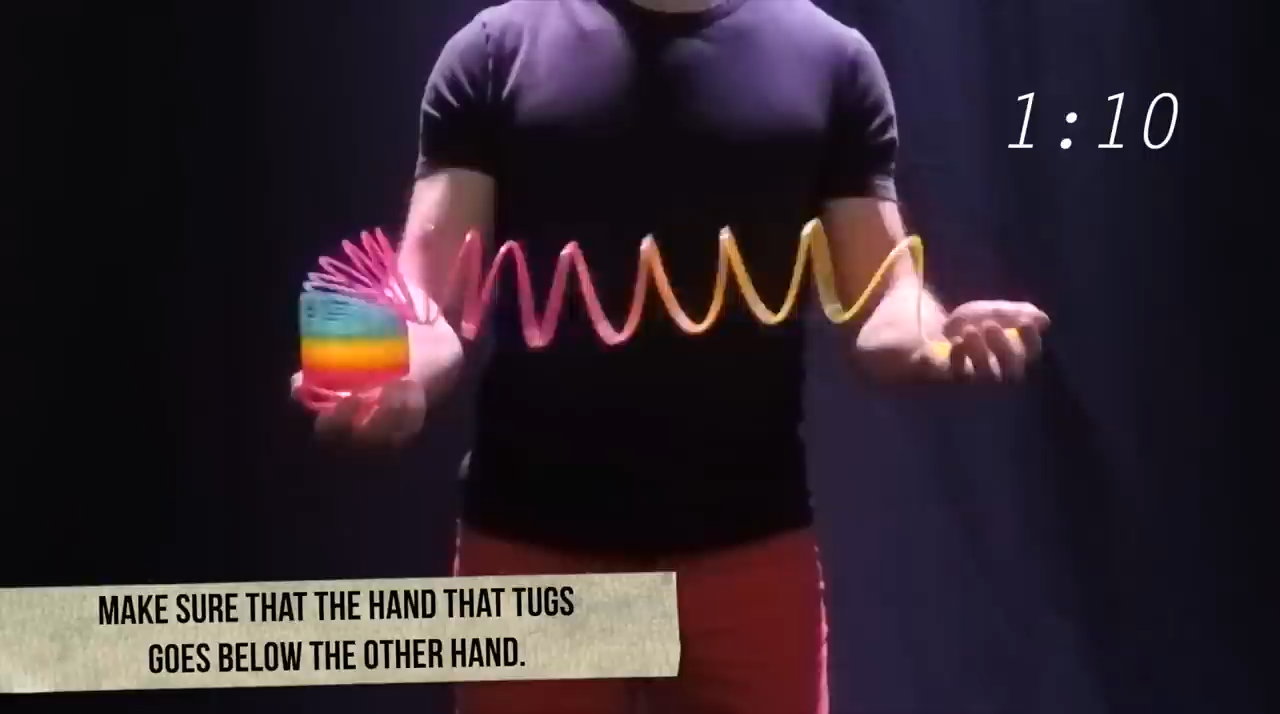 1:10
MAKE SURE THAT THE HAND THAT TUGS
GOES BELOW THE OTHER HAND.